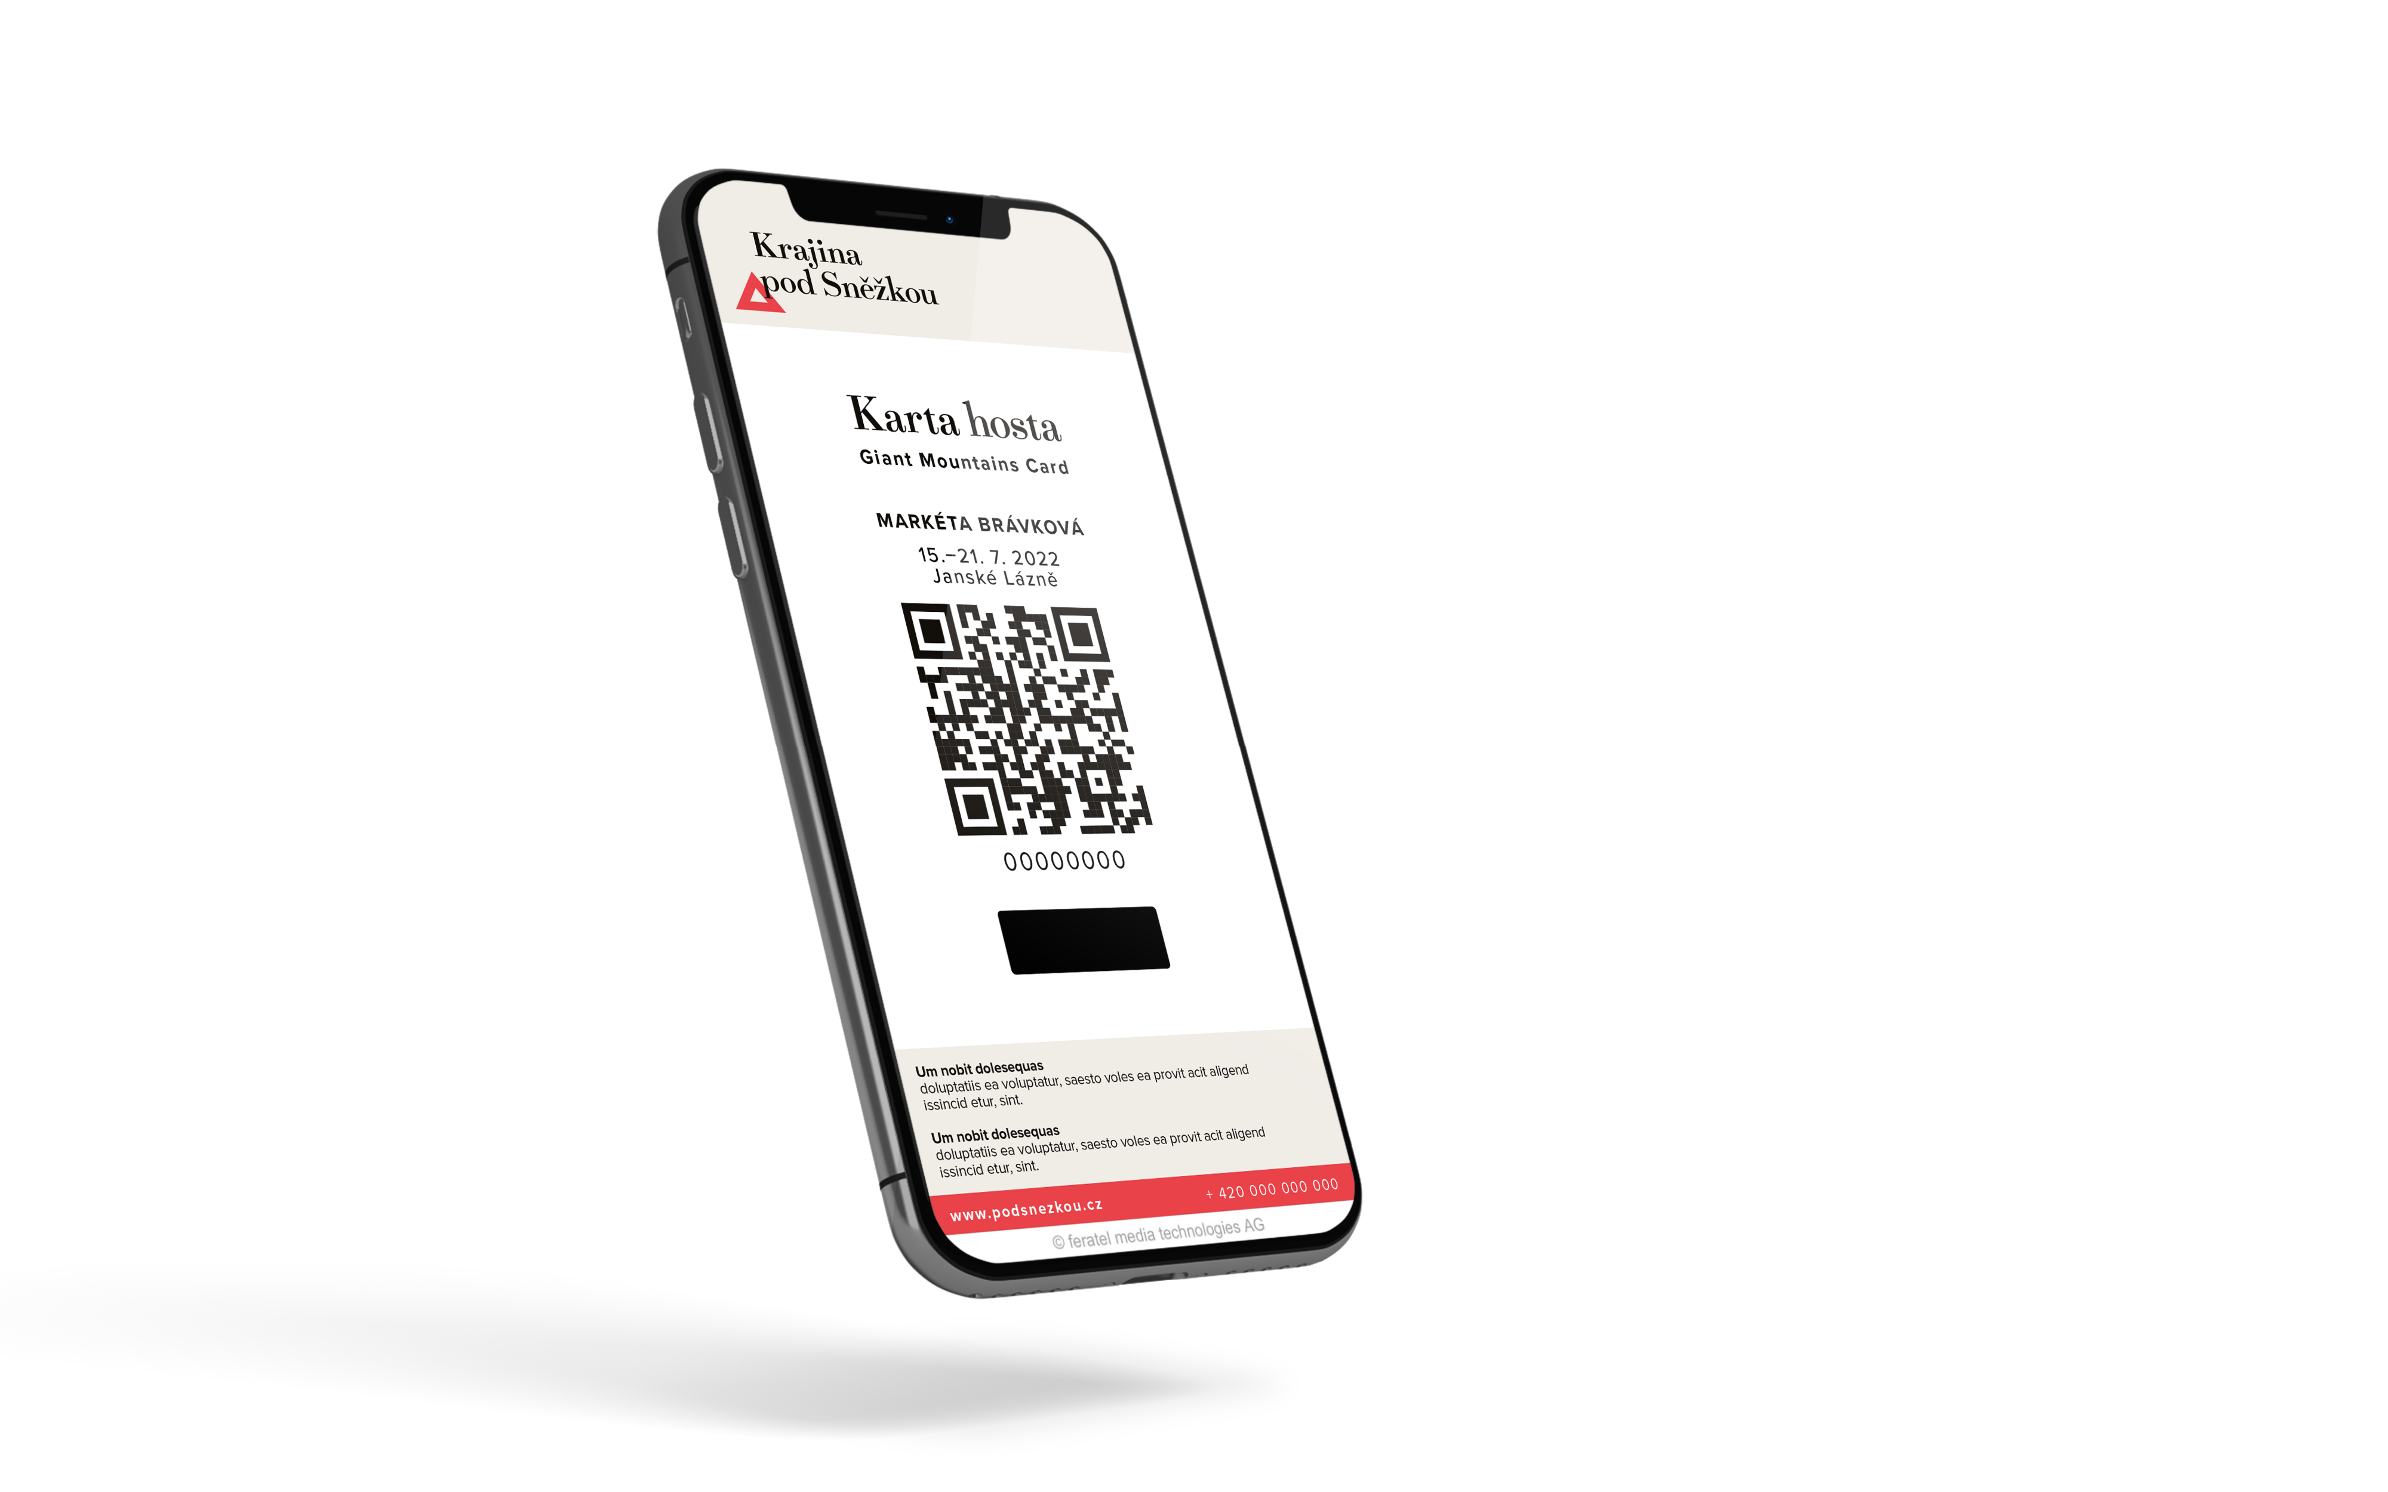 Krajina
pod Sněžkou
Karta hosta
Giant Mountains Card
MARKÉTA BRÁVKOVÁ
15.–21. 7. 2022
Janské Lázně
00000000
Um nobit dolesequas
doluptatiis ea voluptatur, saesto voles ea provit acit aligend
issincid etur, sint.
Um nobit dolesequas
doluptatiis ea voluptatur, saesto voles ea provit acit aligend
issincid etur, sint.
www.podsnezkou.cz
+ 420 000 000 000
© feratel media technologies AG